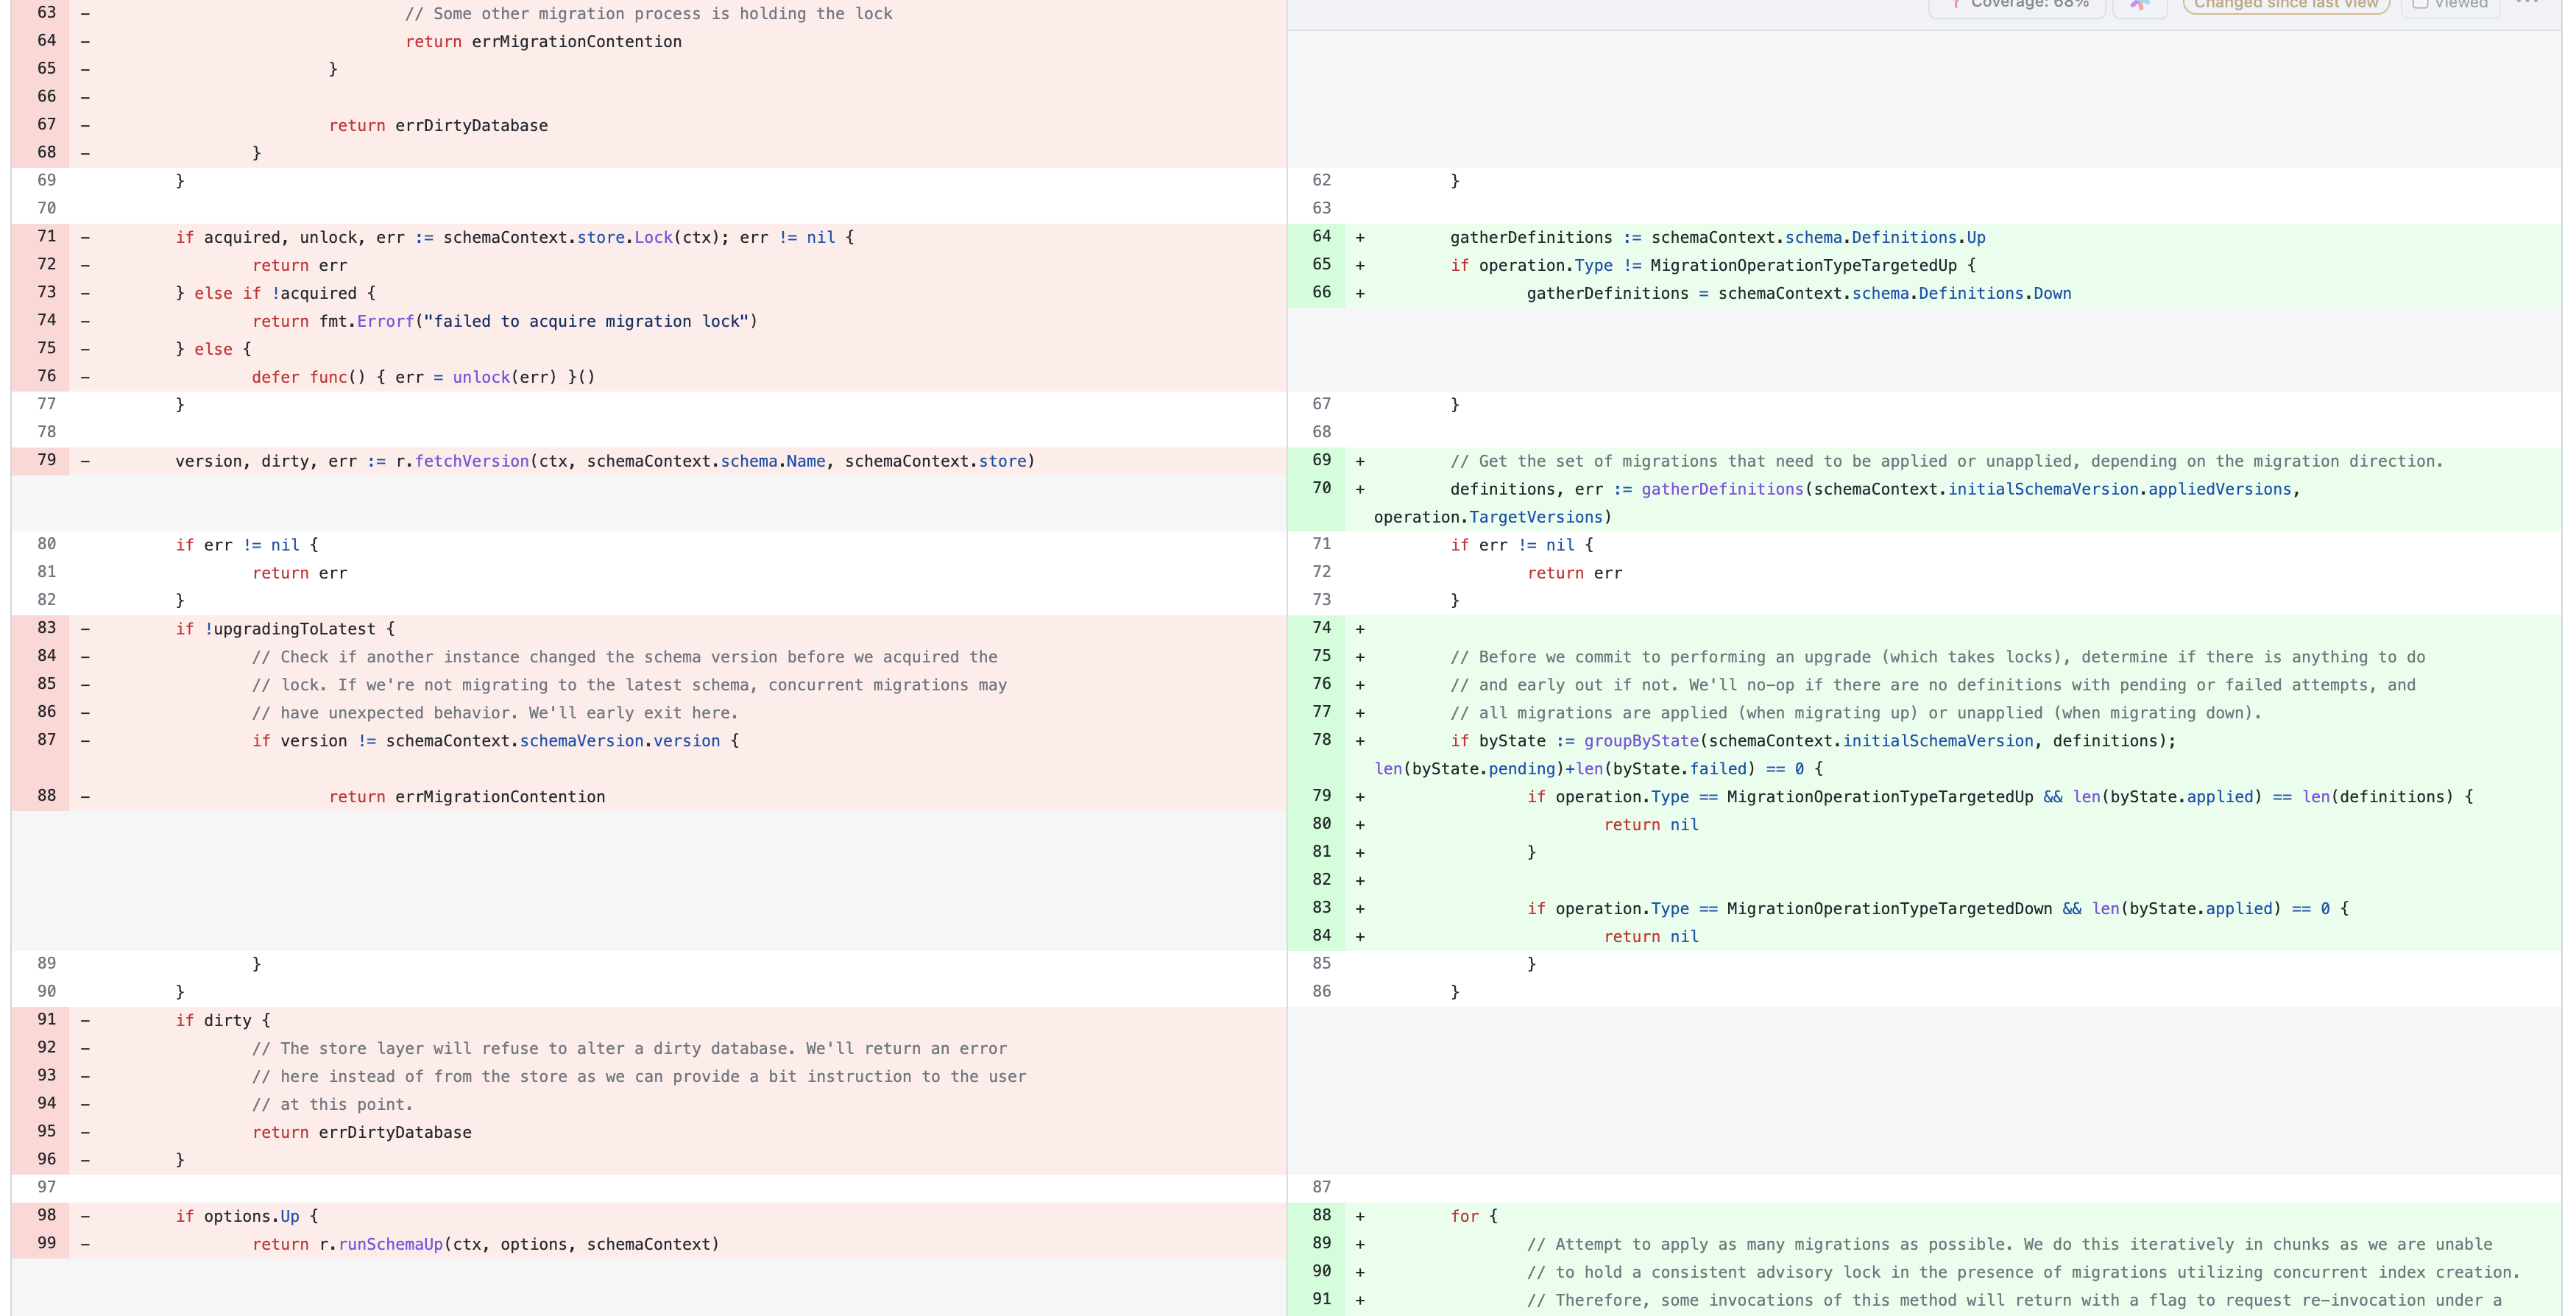 63 - // Some other migration process is holding the lock
64 - return errMigrationContention
65 - }
66 -
67 - return errDirtyDatabase
68 - }
69 }
70
71 - if acquired, unlock, err := schemaContext.store.Lock(ctx); err != nil {
72 - return err
73 - } else if !acquired {
74 - return fmt.Errorf("failed to acquire migration lock")
75 - } else {
76 - defer func() { err = unlock(err) }()
77 }
78
79 - version, dirty, err := r.fetchVersion(ctx, schemaContext.schema.Name, schemaContext.store)
80 if err != nil {
81 return err
82 }
83 - if !upgradingToLatest {
84 - // Check if another instance changed the schema version before we acquired the
85 - // lock. If we're not migrating to the latest schema, concurrent migrations may
86 - // have unexpected behavior. We'll early exit here.
87 - if version != schemaContext.schemaVersion.version {
88 - return errMigrationContention
89 }
90 }
91 - if dirty {
92 - // The store layer will refuse to alter a dirty database. We'll return an error
93 - // here instead of from the store as we can provide a bit instruction to the user
94 - // at this point.
95 - return errDirtyDatabase
96 - }
97
98 - if options.Up {
99 - return r.runSchemaUp(ctx, options, schemaContext)
Coverage: 68% Changed since last view Viewed ...
62 }
63
64 + gatherDefinitions := schemaContext.schema.Definitions.Up
65 + if operation.Type != MigrationOperationTypeTargetedUp {
66 + gatherDefinitions = schemaContext.schema.Definitions.Down
67 }
68
69 + // Get the set of migrations that need to be applied or unapplied, depending on the migration direction.
70 + definitions, err := gatherDefinitions(schemaContext.initialSchemaVersion.appliedVersions,
operation.TargetVersions)
71 if err != nil {
72 return err
73 }
74 +
75 + // Before we commit to performing an upgrade (which takes locks), determine if there is anything to do
76 + // and early out if not. We'll no-op if there are no definitions with pending or failed attempts, and
77 + // all migrations are applied (when migrating up) or unapplied (when migrating down).
78 + if byState := groupByState(schemaContext.initialSchemaVersion, definitions);
len(byState.pending)+len(byState.failed) == 0 {
79 + if operation.Type == MigrationOperationTypeTargetedUp && len(byState.applied) == len(definitions) {
80 + return nil
81 + }
82 +
83 + if operation.Type == MigrationOperationTypeTargetedDown && len(byState.applied) == 0 {
84 + return nil
85 }
86 }
87
88 + for {
89 + // Attempt to apply as many migrations as possible. We do this iteratively in chunks as we are unable
90 + // to hold a consistent advisory lock in the presence of migrations utilizing concurrent index creation.
91 + // Therefore, some invocations of this method will return with a flag to request re-invocation under a